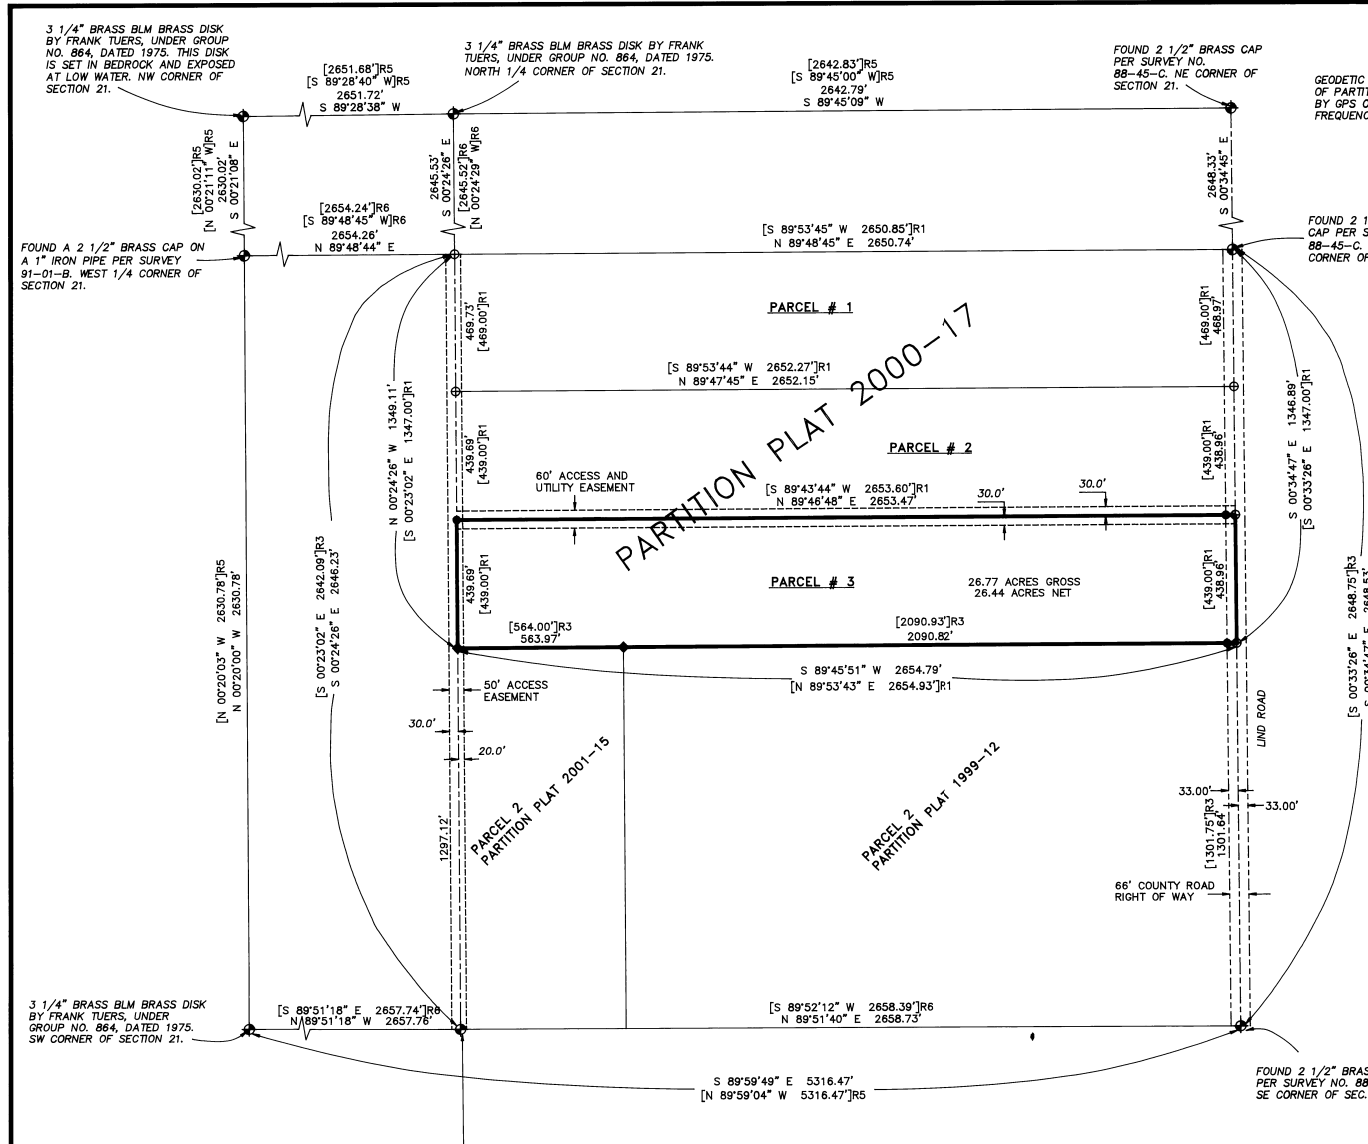 3 1/4" BRASS BLM BRASS DISK
BY FRANK TUERS, UNDER GROUP
NO. 864, DATED 1975. THIS DISK
IS SET IN BEDROCK AND EXPOSED
AT LOW WATER. NW CORNER OF
SECTION 21.
[2651.68']R5
[S 89°28'40" W]R5
2651.72'
S 89°28'38" W
3 1/4" BRASS BLM BRASS DISK BY FRANK
TUERS, UNDER GROUP NO. 864, DATED 1975.
NORTH 1/4 CORNER OF SECTION 21.
[2642.83']R5
[S 89°45'00" W]R5
2642.79'
S 89°45'09" W
FOUND 2 1/2" BRASS CAP
PER SURVEY NO.
88-45-C. NE CORNER OF
SECTION 21.
GEODETIC
OF PARTIT
BY GPS O
FREQUENC
[2630.02']R5
[N 00°21'11" W]R5
2630.02'
S 00°21'08" E
2645.53'
S 00°24'26" E
[2645.52']R6
[N 00°24'29" W]R6
2648.33'
S 00°34'45" E
[2654.24']R6
[S 89°48'45" W]R6
2654.26'
N 89°48'44" E
[S 89°53'45" W 2650.85']R1
N 89°48'45" E 2650.74'
FOUND A 2 1/2" BRASS CAP ON
A 1" IRON PIPE PER SURVEY
91-01-B. WEST 1/4 CORNER OF
SECTION 21.
FOUND 2 1
CAP PER S
88-45-C.
CORNER OF
469.73'
[469.00']R1
PARCEL # 1
[469.00']R1
468.97'
PARTITION PLAT 2000-17
[S 89°53'44" W 2652.27']R1
N 89°47'45" E 2652.15'
N 00°24'26" W 1349.11'
[S 00°23'02" E 1347.00']R1
439.69'
[439.00']R1
PARCEL # 2
[439.00']R1
438.96'
S 00°34'47" E 1346.89'
[S 00°33'26" E 1347.00']R1
60' ACCESS AND
UTILITY EASEMENT
[S 89°43'44" W 2653.60']R1
N 89°46'48" E 2653.47'
30.0'
30.0'
439.69'
[439.00']R1
PARCEL # 3
26.77 ACRES GROSS
26.44 ACRES NET
[439.00']R1
438.96'
[N 00°20'03" W 2630.78']R5
N 00°20'00" W 2630.78'
[S 00°23'02" E 2642.09']R3
S 00°24'26" E 2646.23'
[564.00']R3
563.97'
[2090.93']R3
2090.82'
S 89°45'51" W 2654.79'
[N 89°53'43" E 2654.93']R1
[S 00°33'26" E 2648.75']R3
S 00°34'47" E 2648.53'
50' ACCESS
EASEMENT
30.0'
20.0'
LIND ROAD
PARCEL 2
PARTITION PLAT 2001-15
PARCEL 2
PARTITION PLAT 1999-12
33.00'
33.00'
1297.12'
[1301.75']R3
1301.64'
66' COUNTY ROAD
RIGHT OF WAY
3 1/4" BRASS BLM BRASS DISK
BY FRANK TUERS, UNDER
GROUP NO. 864, DATED 1975.
SW CORNER OF SECTION 21.
[S 89°51'18" E 2657.74']R6
N 89°51'18" W 2657.76'
[S 89°52'12" W 2658.39']R6
N 89°51'40" E 2658.73'
S 89°59'49" E 5316.47'
[N 89°59'04" W 5316.47']R5
FOUND 2 1/2" BRAS
PER SURVEY NO. 88
SE CORNER OF SEC.